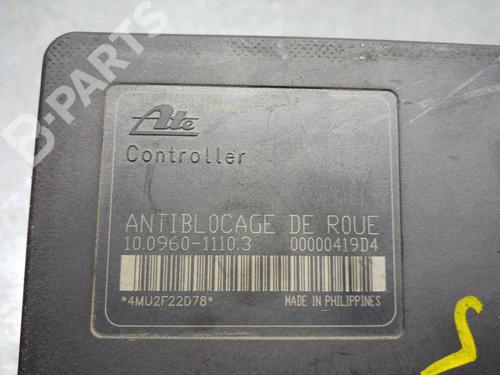 B-PARTS
Ate
Controller
ANTIBLOCAGE DE ROUE
10.0960-1110.3 00000419D4
*4MU2F22D78* MADE IN PHILIPPINES